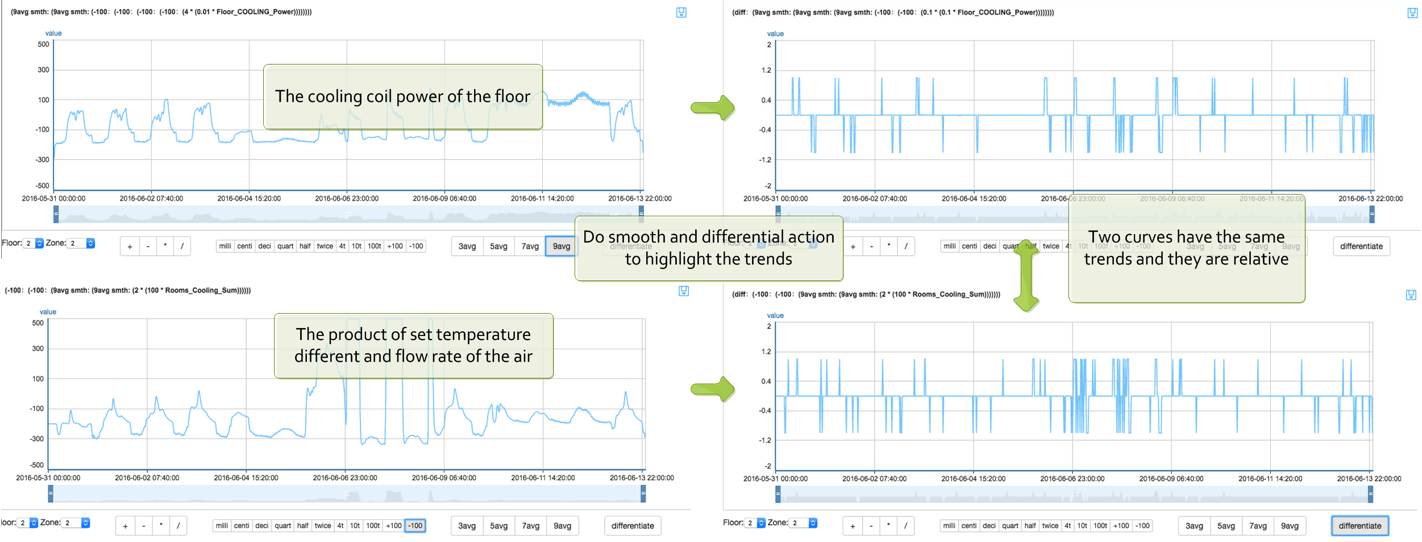 (9avg smth: (9avg smth: (9avg smth: (-100: (-100: (-100: (-100: (4 * (0.01 * Floor_COOLING_Power)))))))))
value
500
300
100
-100
-300
-500
2016-05-31 00:00:00 2016-06-02 07:40:00 2016-06-04 15:20:00 2016-06-06 23:00:00 2016-06-09 06:40:00 2016-06-11 14:20:00 2016-06-13 22:00:00
The cooling coil power of the floor
Floor: 2 Zone: 2 + - * / milli centi deci quart half twice 4t 10t 100t +100 -100 3avg 5avg 7avg 9avg differentiate
(diff: (9avg smth: (9avg smth: (9avg smth: (-100: (-100: (0.1 * (0.1 * Floor_COOLING_Power)))))))))
value
2
1.2
0.4
-0.4
-1.2
-2
2016-05-31 00:00:00 2016-06-02 07:40:00 2016-06-04 15:20:00 2016-06-06 23:00:00 2016-06-09 06:40:00 2016-06-11 14:20:00 2016-06-13 22:00:00
+ - * / milli centi deci quart half twice 4t differentiate
Do smooth and differential action
to highlight the trends
Two curves have the same
trends and they are relative
(-100: (-100: (9avg smth: (9avg smth: (2 * (100 * Rooms_Cooling_Sum))))))
value
500
300
100
-100
-300
-500
2016-05-31 00:00:00 2016-06-02 07:40:00 2016-06-04 15:20:00 2016-06-06 23:00:00 2016-06-09 06:40:00 2016-06-11 14:20:00 2016-06-13 22:00:00
The product of set temperature
different and flow rate of the air
loor: 2 Zone: 2 + - * / milli centi deci quart half twice 4t 10t 100t +100 -100 3avg 5avg 7avg 9avg differentiate
(diff: (-100: (-100: (9avg smth: (9avg smth: (2 * (100 * Rooms_Cooling_Sum)))))))
value
2
1.2
0.4
-0.4
-1.2
-2
2016-05-31 00:00:00 2016-06-02 07:40:00 2016-06-04 15:20:00 2016-06-06 23:00:00 2016-06-09 06:40:00 2016-06-11 14:20:00 2016-06-13 22:00:00
Floor: 2 Zone: 2 + - * / milli centi deci quart half twice 4t 10t 100t +100 -100 3avg 5avg 7avg 9avg differentiate